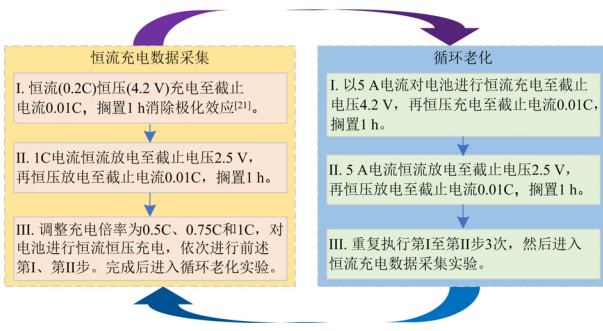 恒流充电数据采集
I. 恒流(0.2C)恒压(4.2 V)充电至截止
电流0.01C，搁置1 h消除极化效应[21]。
II. 1C电流恒流放电至截止电压2.5 V，
再恒压放电至截止电流0.01C，搁置1 h。
III. 调整充电倍率为0.5C、0.75C和1C，对
电池进行恒流恒压充电，依次进行前述
第I、第II步。完成后进入循环老化实验。
循环老化
I. 以5 A电流对电池进行恒流充电至截止
电压4.2 V，再恒压充电至截止电流0.01C，
搁置1 h。
II. 5 A电流恒流放电至截止电压2.5 V，
再恒压放电至截止电流0.01C，搁置1 h。
III. 重复执行第I至第II步3次，然后进入
恒流充电数据采集实验。